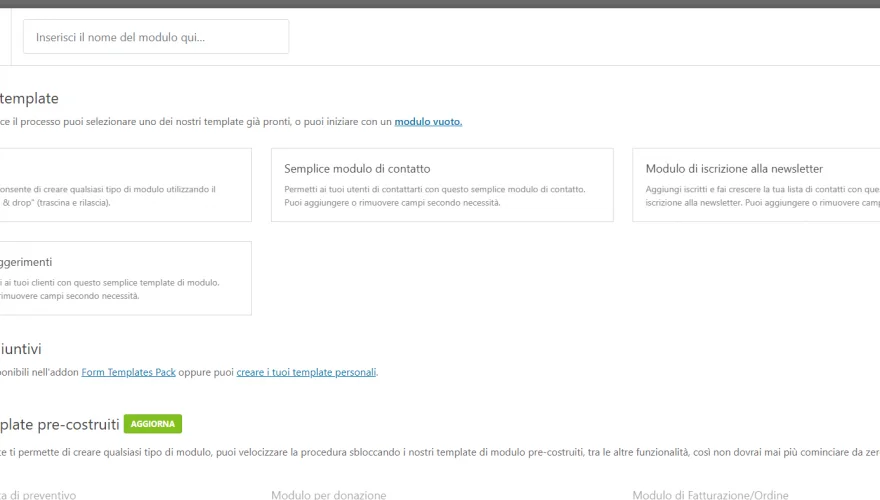 Inserisci il nome del modulo qui...
template
ce il processo puoi selezionare uno dei nostri template già pronti, o puoi iniziare con un modulo vuoto.
Semplice modulo di contatto
Modulo di iscrizione alla newsletter
onsente di creare qualsiasi tipo di modulo utilizzando il
& drop" (trascina e rilascia).
Permetti ai tuoi utenti di contattarti con questo semplice modulo di contatto.
Puoi aggiungere o rimuovere campi secondo necessità.
Aggiungi iscritti e fai crescere la tua lista di contatti con que
iscrizione alla newsletter. Puoi aggiungere o rimuovere camp
ggerimenti
i ai tuoi clienti con questo semplice template di modulo.
rimuovere campi secondo necessità.
iuntivi
ponibili nell'addon Form Templates Pack oppure puoi creare i tuoi template personali.
plate pre-costruiti AGGIORNA
te ti permette di creare qualsiasi tipo di modulo, puoi velocizzare la procedura sbloccando i nostri template di modulo pre-costruiti, tra le altre funzionalità, così non dovrai mai più cominciare da zer
ta di preventivo
Modulo per donazione
Modulo di Fatturazione/Ordine